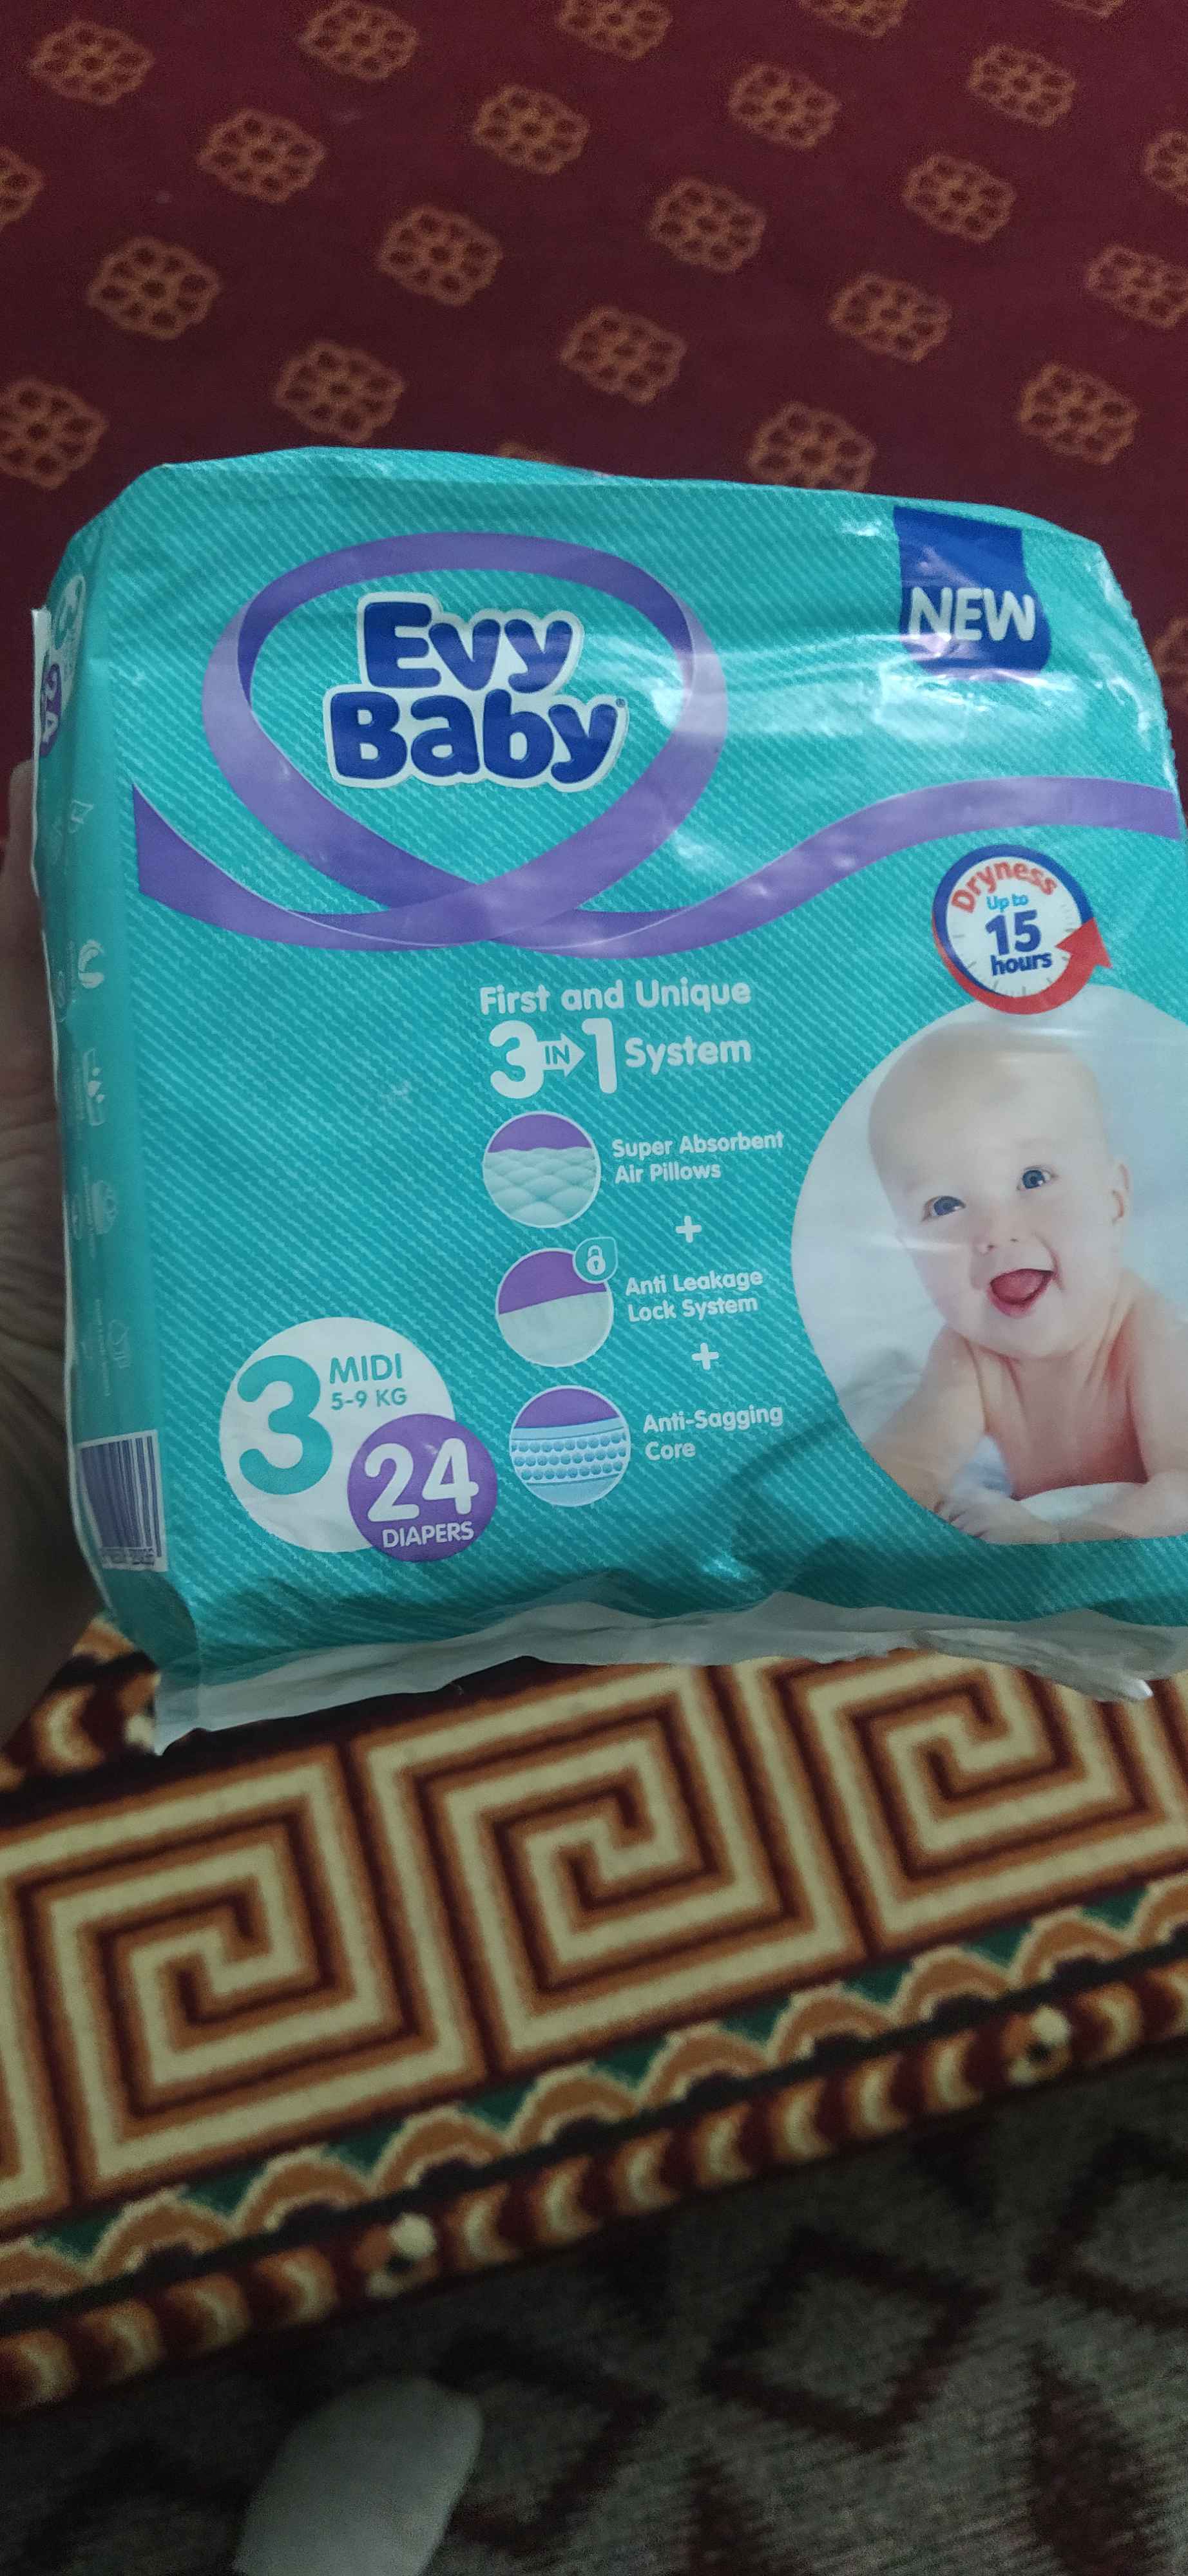 Evy
Baby®
NEW
Dryness
Up to
15
hours
First and Unique
3 IN 1 System
Super Absorbent
Air Pillows
+
Anti Leakage
Lock System
+
Anti-Sagging
Core
3 MIDI
5-9 KG
24
DIAPERS
24